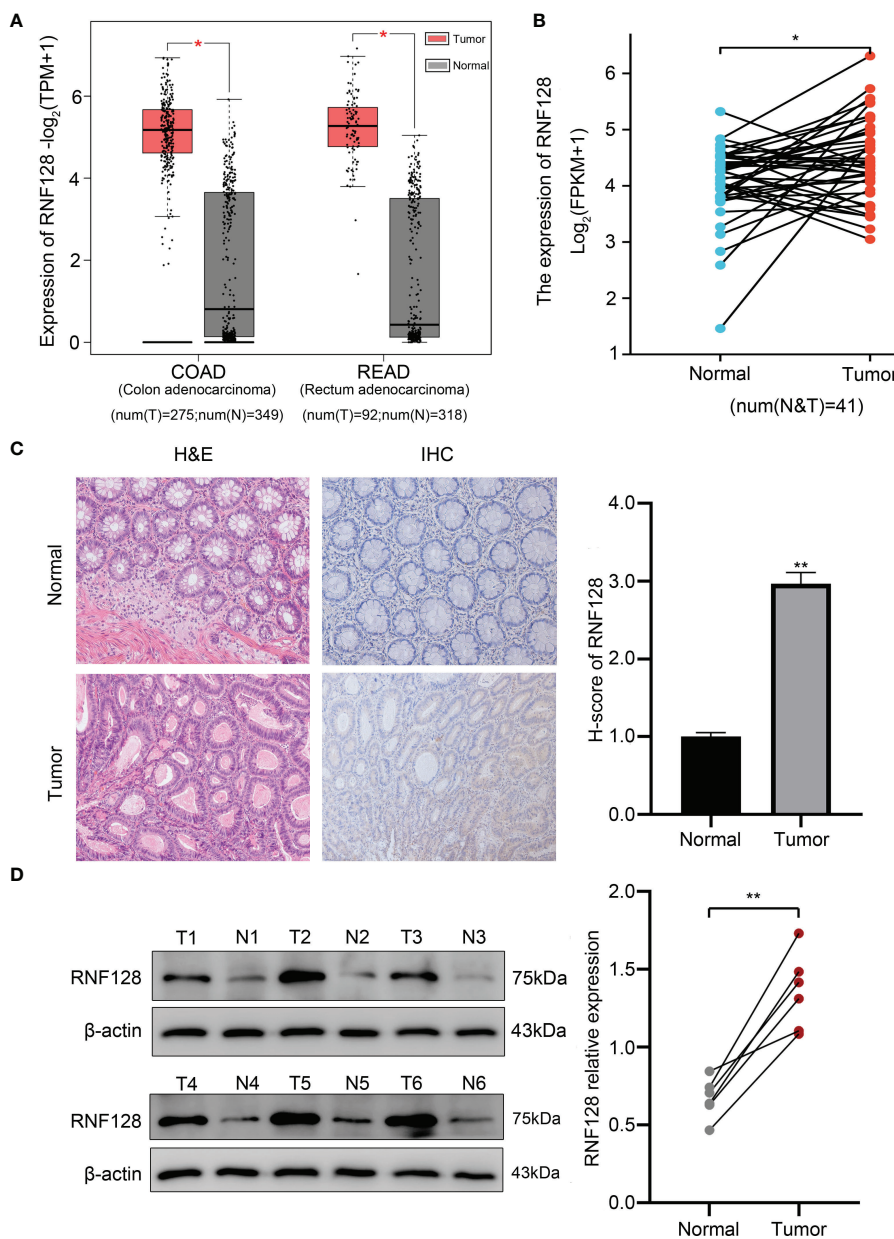 A
Expression of RNF128 -log2(TPM+1)
6
4
2
0
*
*
Tumor
Normal
COAD
(Colon adenocarcinoma)
(num(T)=275;num(N)=349)
READ
(Rectum adenocarcinoma)
(num(T)=92;num(N)=318)
B
The expression of RNF128
Log2(FPKM+1)
6
5
4
3
2
1
*
Normal
Tumor
(num(N&T)=41)
C
H&E
IHC
Normal
Tumor
H-score of RNF128
4.0
3.0
2.0
1.0
0.0
**
Normal
Tumor
D
T1 N1 T2 N2 T3 N3
RNF128 75kDa
β-actin 43kDa
T4 N4 T5 N5 T6 N6
RNF128 75kDa
β-actin 43kDa
RNF128 relative expression
2.0
1.5
1.0
0.5
0.0
**
Normal
Tumor